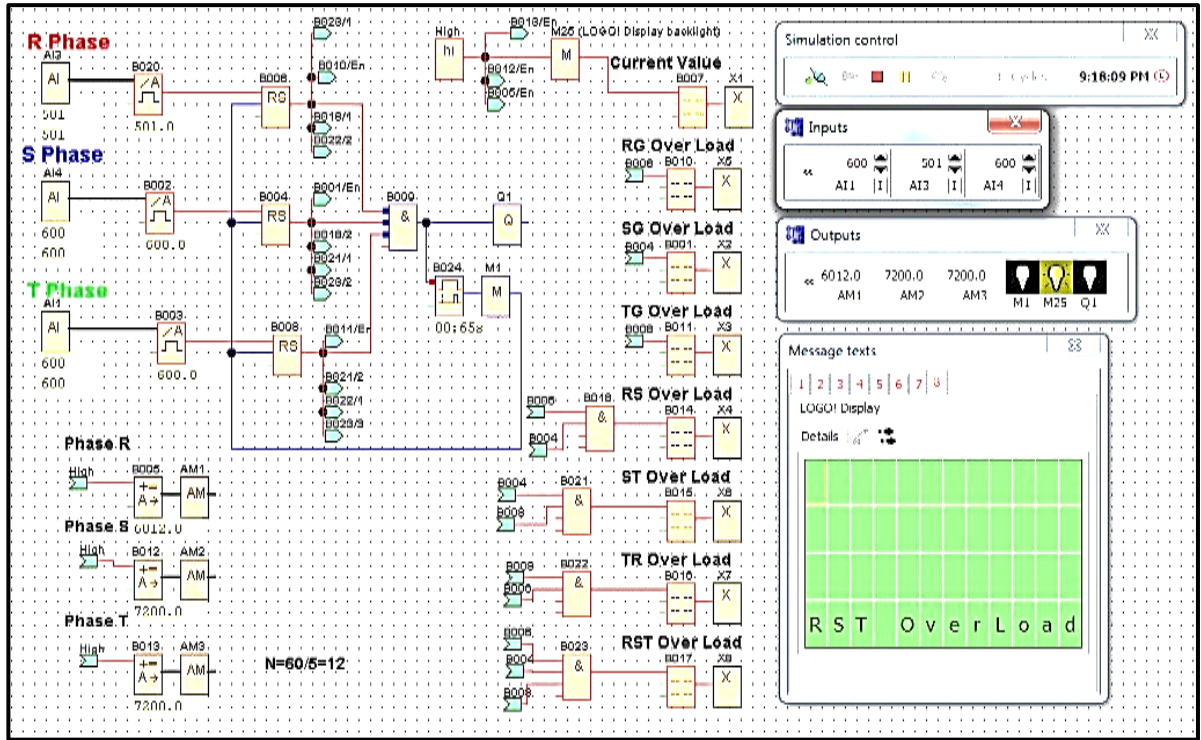 R Phase
AI3
AI
501
501
B020
/A
501.0
B006
RS
B023/1
B010/En
B018/1
B022/2
S Phase
AI4
AI
600
600
B002
/A
600.0
B004
RS
B001/En
B018/2
B021/1
B023/2
T Phase
AI1
AI
600
600
B003
/A
600.0
B008
RS
B014/En
B021/2
B022/1
B023/3
B009
&
Q1
Q
B024
00:65s
M1
M
High
hi
B013/En
B012/En
B005/En
M25 (LOGO! Display backlight)
M
Current Value
B007
X1
X
RG Over Load
B006
B010
X5
X
SG Over Load
B004
B001
X2
X
TG Over Load
B008
B011
X3
X
RS Over Load
B006
B004
B018
&
B014
X4
X
ST Over Load
B004
B008
B021
&
B015
X6
X
TR Over Load
B008
B006
B022
&
B016
X7
X
RST Over Load
B006
B004
B008
B023
&
B017
X8
X
Phase.R
High
B005
+-
A→
6012.0
AM1
AM
Phase.S
High
B012
+-
A→
7200.0
AM2
AM
Phase.T
High
B013
+-
A→
7200.0
AM3
AM
N=60/5=12
Simulation control
9:18:09 PM
Inputs
600 501 600
AI1 AI3 AI4
Outputs
6012.0 7200.0 7200.0
AM1 AM2 AM3 M1 M25 Q1
Message texts
1 2 3 4 5 6 7 8
LOGO! Display
Details
RST OverLoad